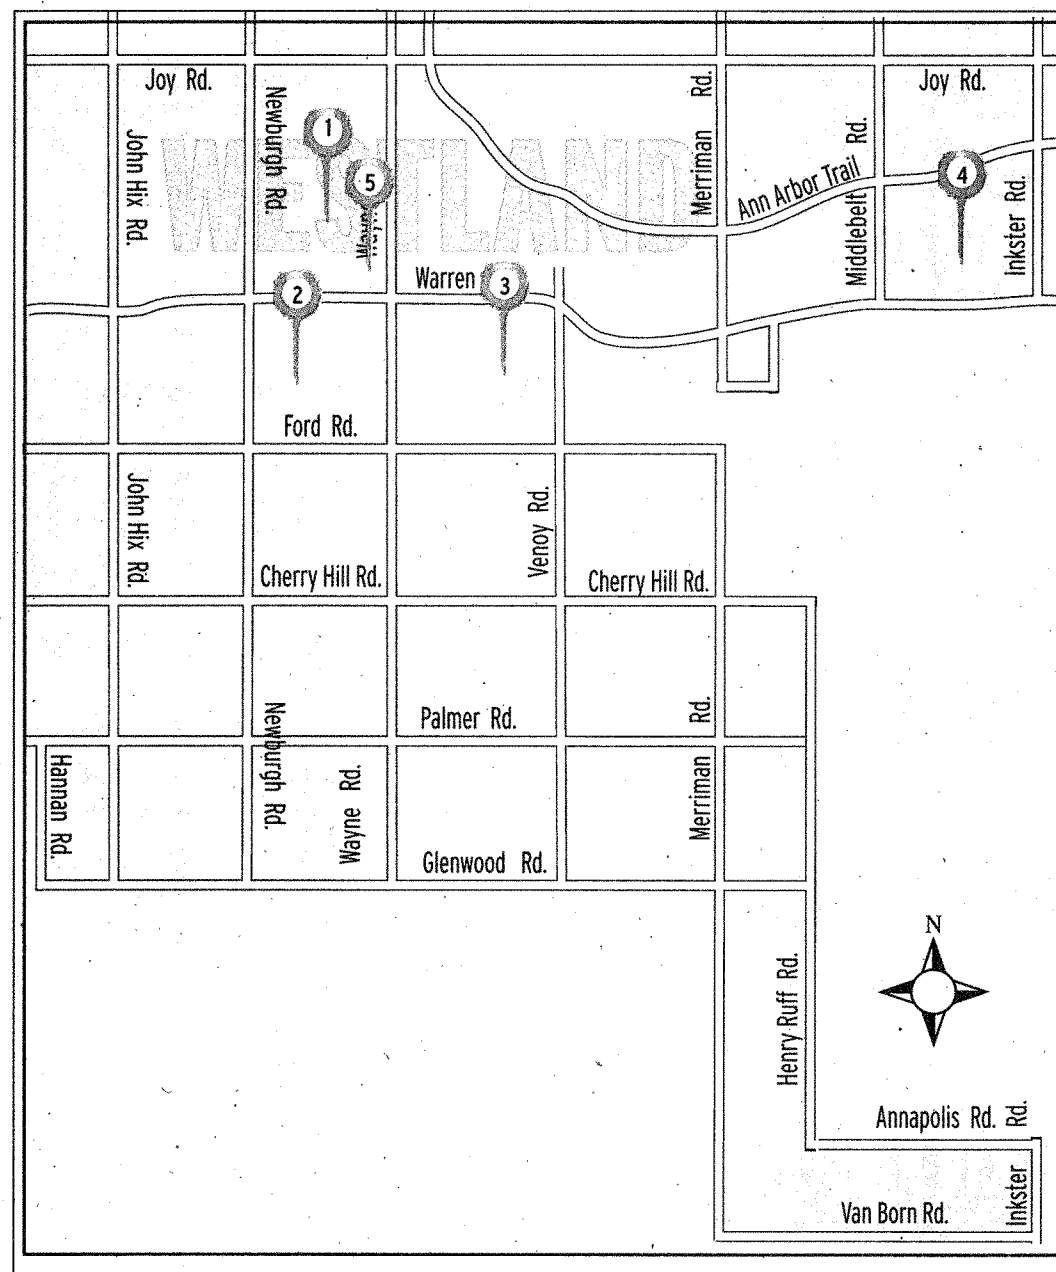 Joy Rd.
Joy Rd.
Newburgh Rd.
John Hix Rd.
WESTLAND
Merriman Rd.
Ann Arbor Trail
Middlebelt Rd.
Inkster Rd.
1
5
4
Warren
2
3
Ford Rd.
John Hix Rd.
Venoy Rd.
Cherry Hill Rd.
Cherry Hill Rd.
Newburgh Rd.
Palmer Rd.
Merriman Rd.
Hannan Rd.
Wayne Rd.
Glenwood Rd.
N
Henry Ruff Rd.
Annapolis Rd.
Inkster Rd.
Van Born Rd.